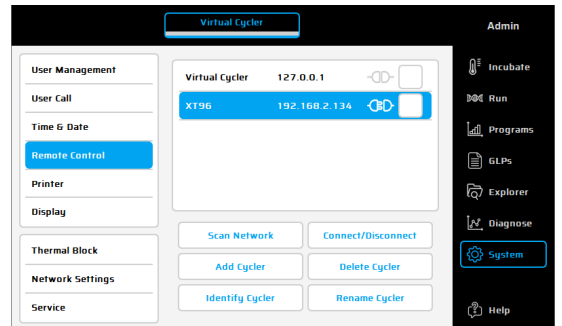 Virtual Cycler
Admin
User Management
User Call
Time & Date
Remote Control
Printer
Display
Thermal Block
Network Settings
Service
Virtual Cycler 127.0.0.1
XT96 192.168.2.134
Scan Network
Connect/Disconnect
Add Cycler
Delete Cycler
Identify Cycler
Rename Cycler
Incubate
Run
Programs
GLPs
Explorer
Diagnose
System
Help